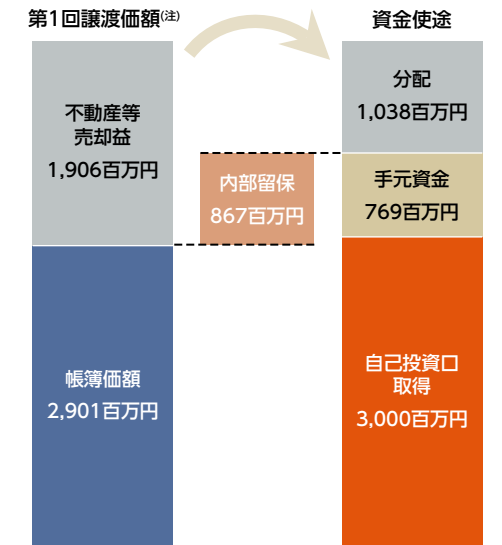 第1回譲渡価額(注)
資金使途
不動産等
売却益
1,906百万円
帳簿価額
2,901百万円
内部留保
867百万円
分配
1,038百万円
手元資金
769百万円
自己投資口
取得
3,000百万円